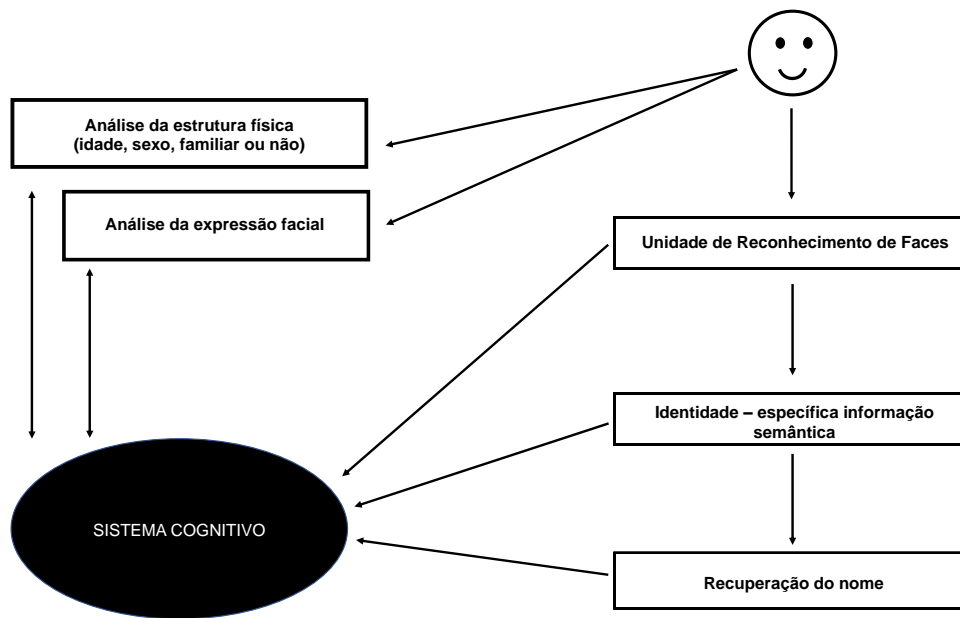 Análise da estrutura física
(idade, sexo, familiar ou não)
Análise da expressão facial
Unidade de Reconhecimento de Faces
Identidade – específica informação
semântica
SISTEMA COGNITIVO
Recuperação do nome